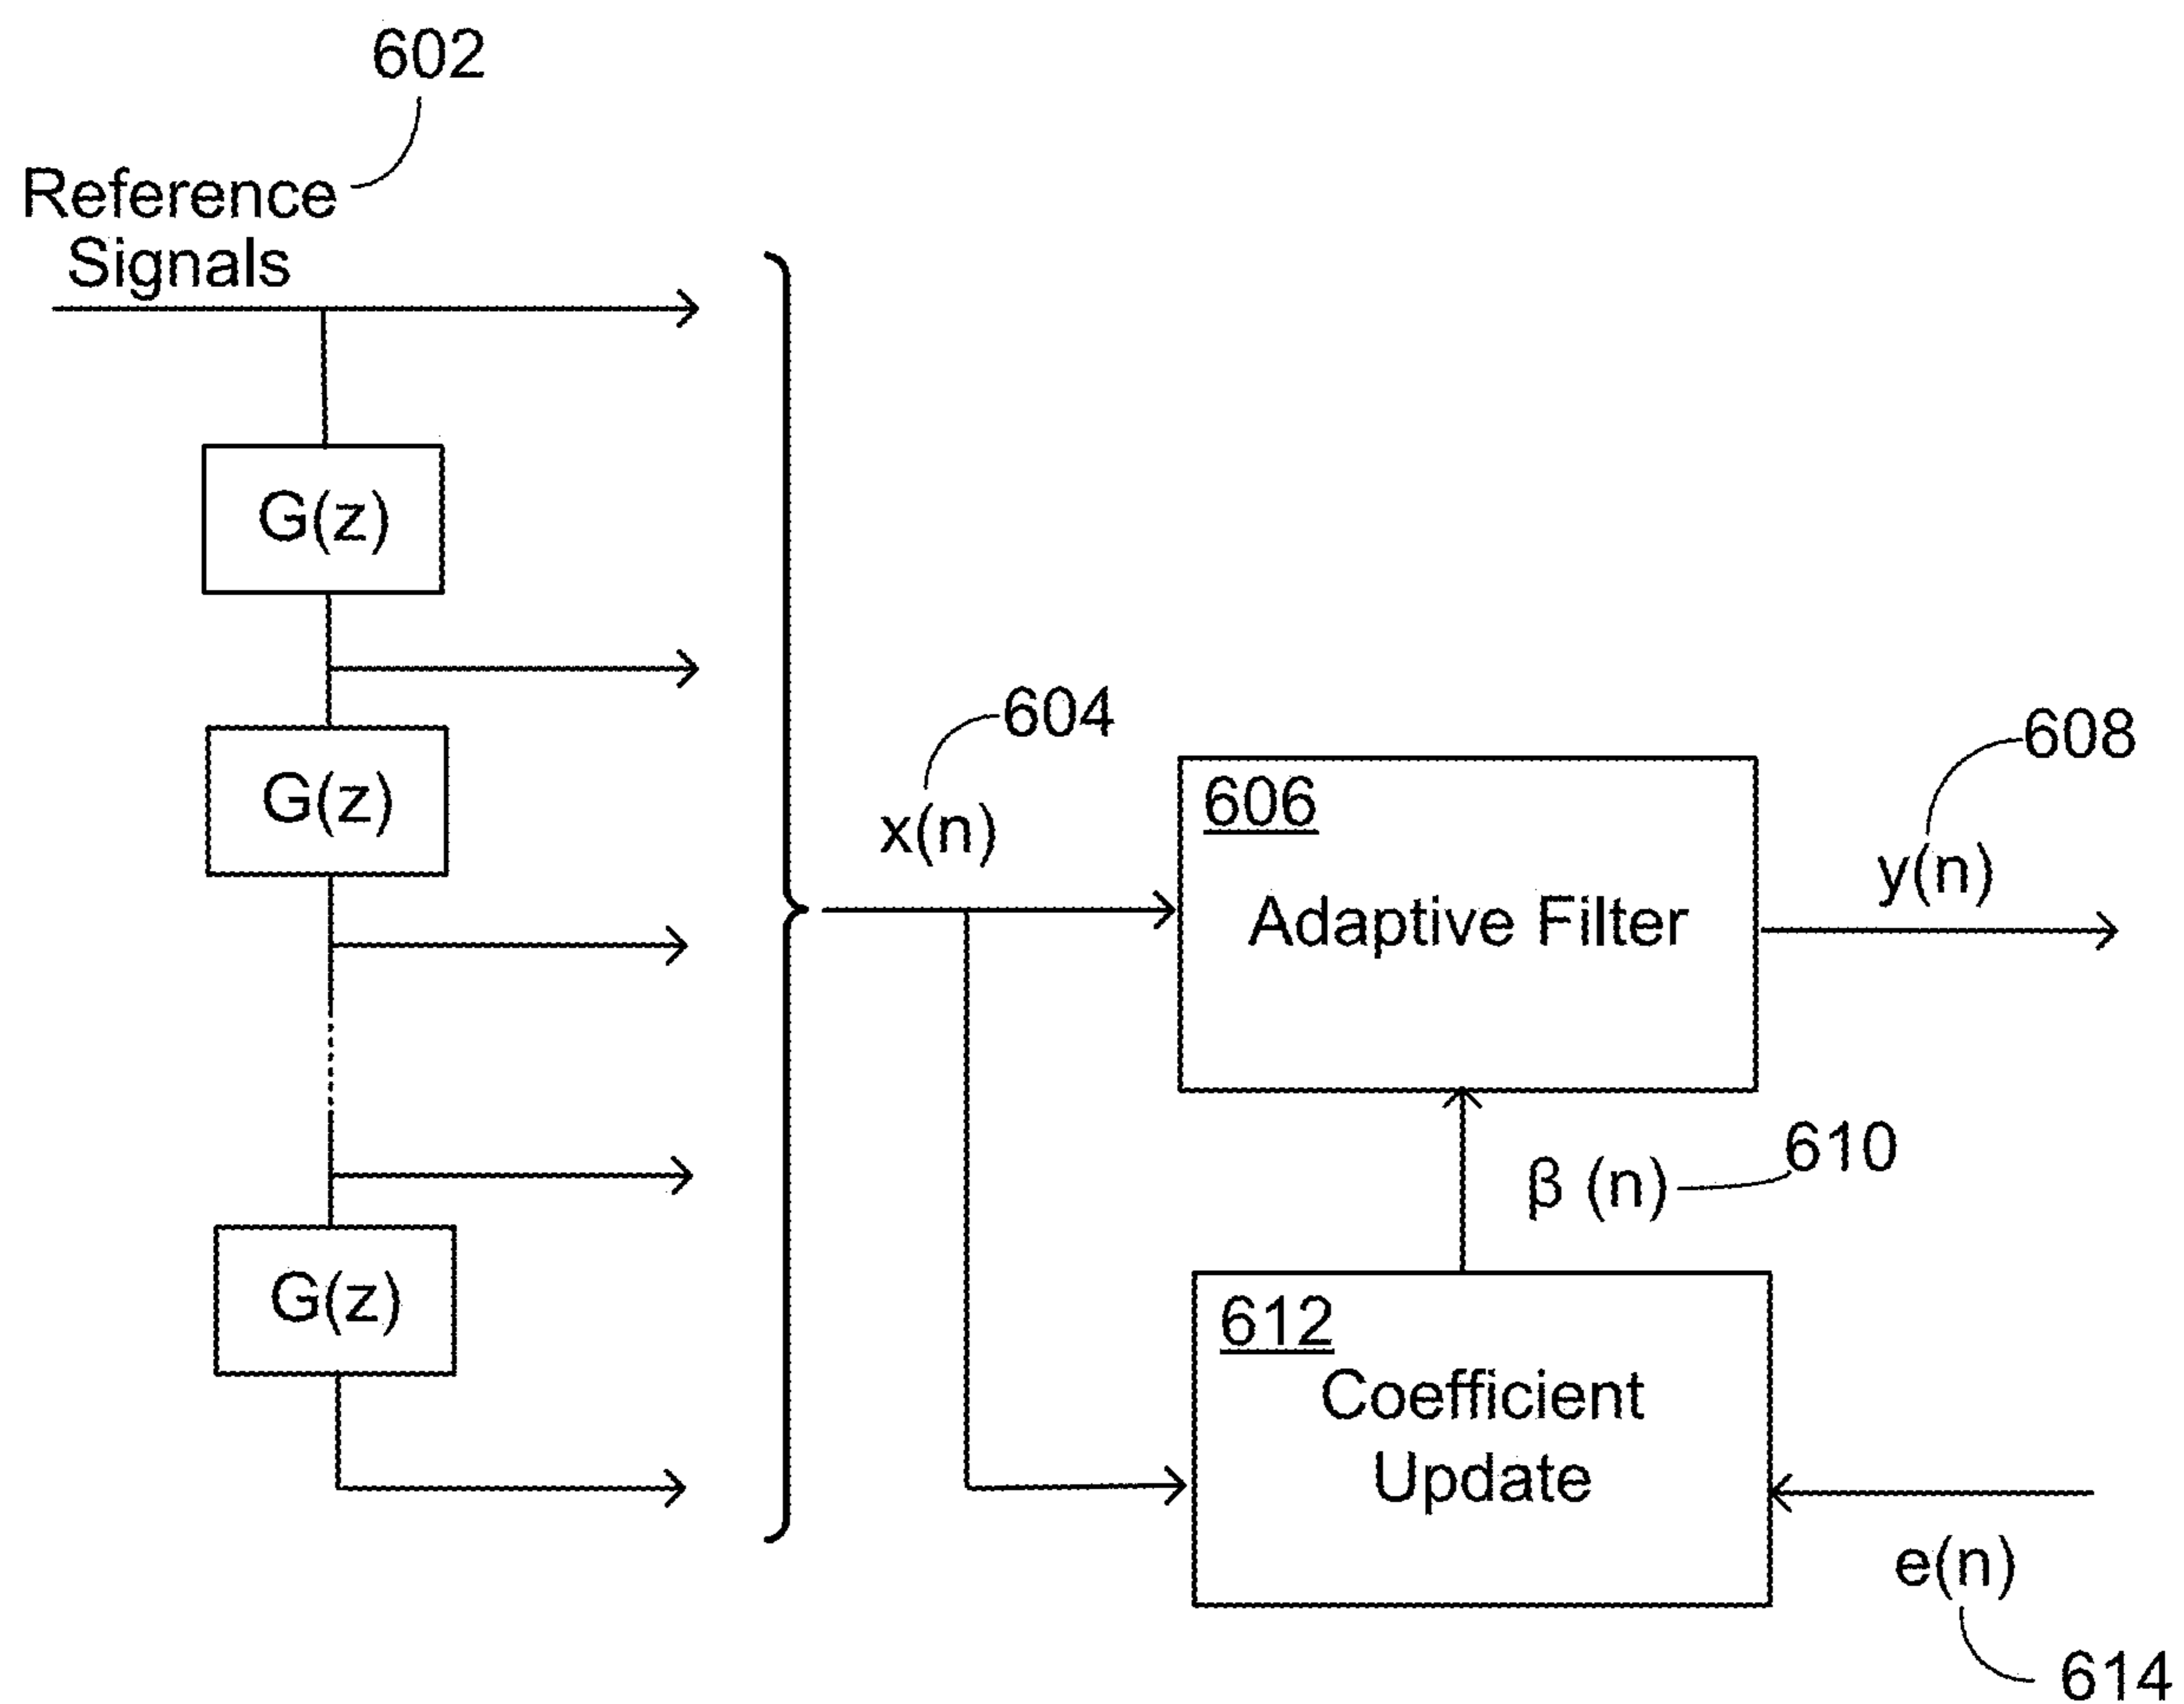 602
Reference
Signals
G(z)
G(z)
G(z)
604
x(n)
606
Adaptive Filter
608
y(n)
β (n)
610
612
Coefficient
Update
e(n)
614